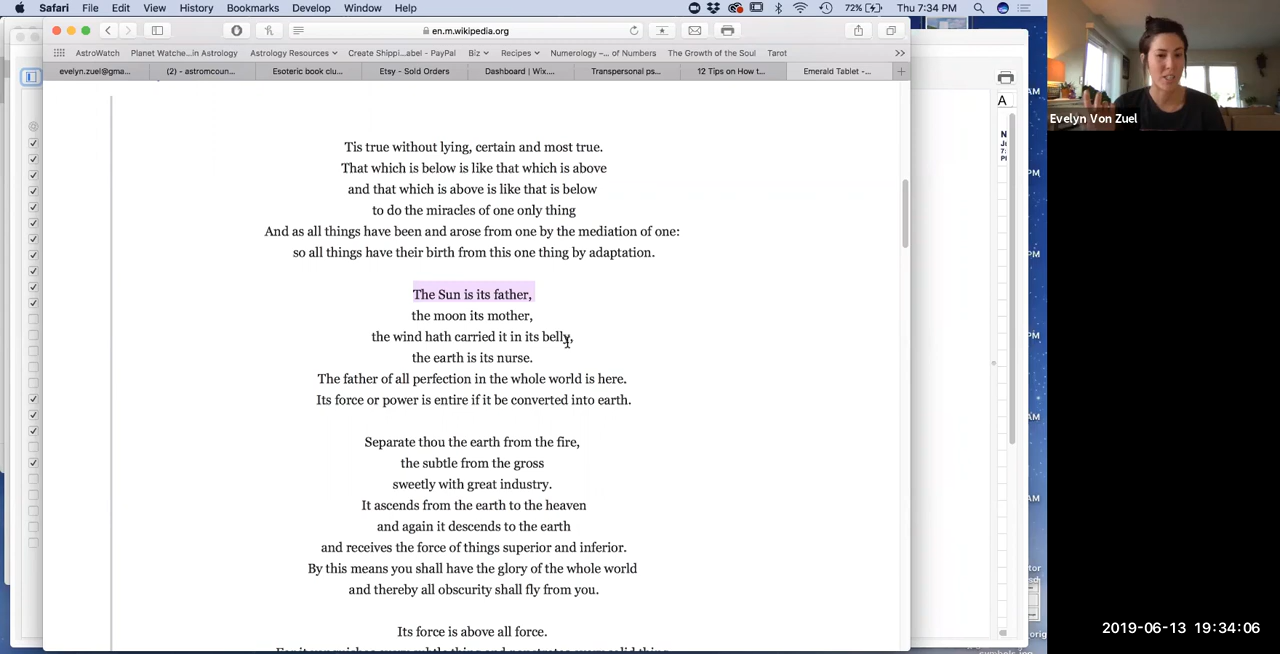 Safari File Edit View History Bookmarks Develop Window Help
72% Thu 7:34 PM
en.m.wikipedia.org
AstroWatch Planet Watche...in Astrology Astrology Resources Create Shippi...abel - PayPal Biz Recipes Numerology –... of Numbers The Growth of the Soul Tarot
evelyn.zuel@gma... (2) - astromcoun... Esoteric book clu... Etsy - Sold Orders Dashboard | Wix.... Transpersonal ps... 12 Tips on How t... Emerald Tablet -...
Tis true without lying, certain and most true.
That which is below is like that which is above
and that which is above is like that is below
to do the miracles of one only thing
And as all things have been and arose from one by the mediation of one:
so all things have their birth from this one thing by adaptation.
The Sun is its father,
the moon its mother,
the wind hath carried it in its belly,
the earth is its nurse.
The father of all perfection in the whole world is here.
Its force or power is entire if it be converted into earth.
Separate thou the earth from the fire,
the subtle from the gross
sweetly with great industry.
It ascends from the earth to the heaven
and again it descends to the earth
and receives the force of things superior and inferior.
By this means you shall have the glory of the whole world
and thereby all obscurity shall fly from you.
Its force is above all force.
A
AM
PM
PM
PM
AM
Evelyn Von Zuel
2019-06-13 19:34:06